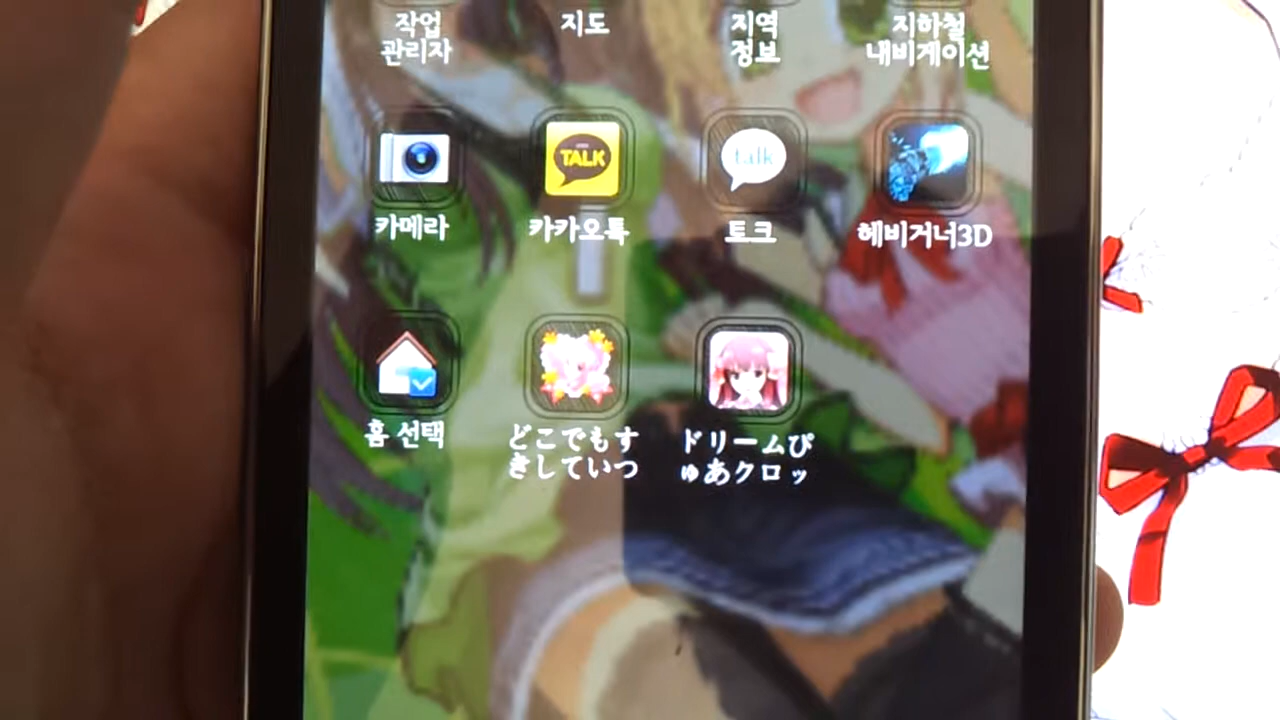 작업
관리자
지도
지역
정보
지하철
내비게이션
TALK
talk
카메라
카카오톡
토크
헤비거너3D
홈 선택
どこでもす
きしていつ
ドリームぴ
ゅあクロッ